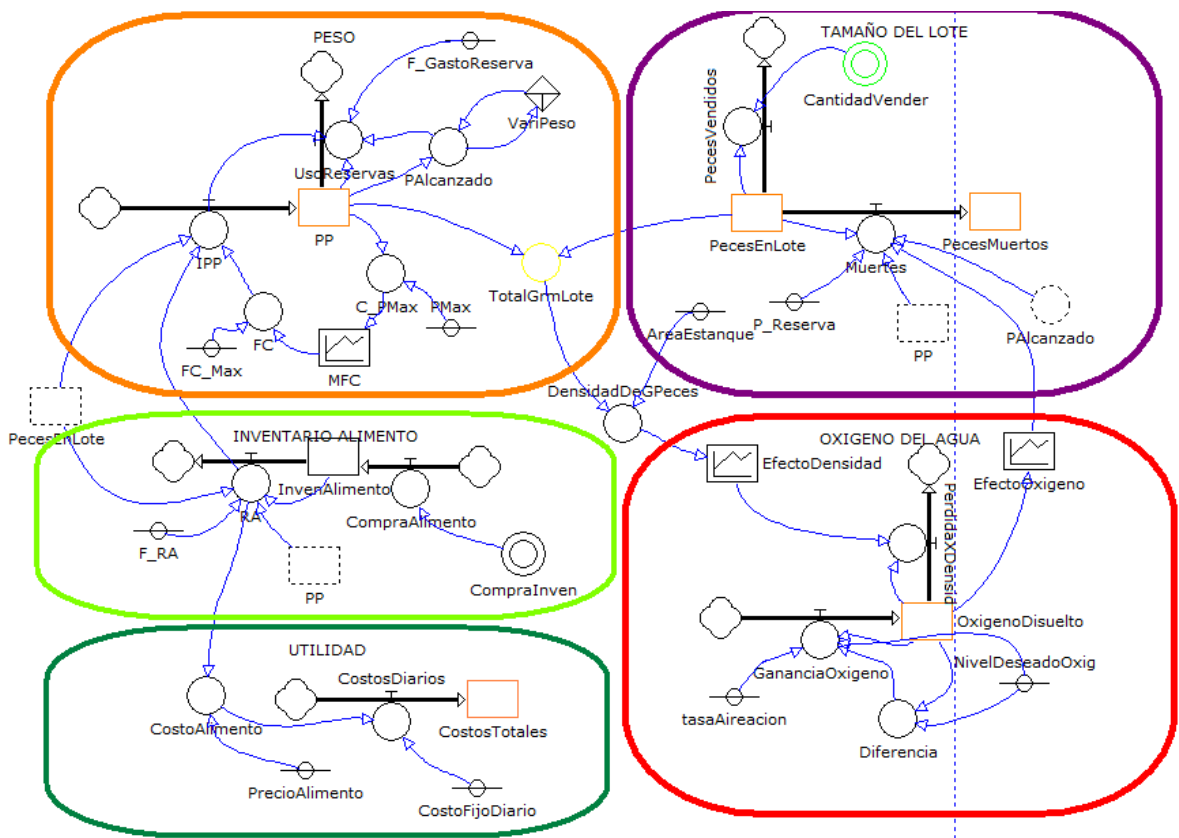 PESO
F_GastoReserva
VariPeso
UsoReservas
PAlcanzado
PP
IPP
C_PMax
PMax
TotalGrmLote
FC
FC_Max
MFC
TAMAÑO DEL LOTE
CantidadVender
PecesVendidos
PecesEnLote
PecesMuertos
Muertes
P_Reserva
PP
PAlcanzado
AreaEstanque
DensidadDeGPeces
PecesEnLote
INVENTARIO ALIMENTO
InvenAlimento
RA
CompraAlimento
F_RA
PP
CompraInven
OXIGENO DEL AGUA
EfectoDensidad
EfectoOxigeno
PerdidaXDensid
OxigenoDisuelto
GananciaOxigeno
NivelDeseadoOxig
tasaAireacion
Diferencia
UTILIDAD
CostosDiarios
CostoAlimento
CostosTotales
PrecioAlimento
CostoFijoDiario